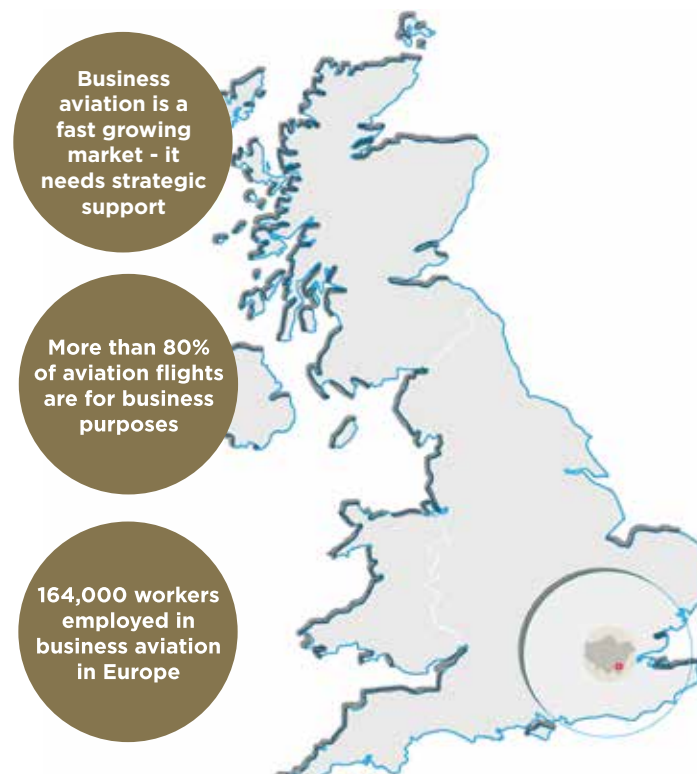 Business
aviation is a
fast growing
market - it
needs strategic
support
More than 80%
of aviation flights
are for business
purposes
164,000 workers
employed in
business aviation
in Europe